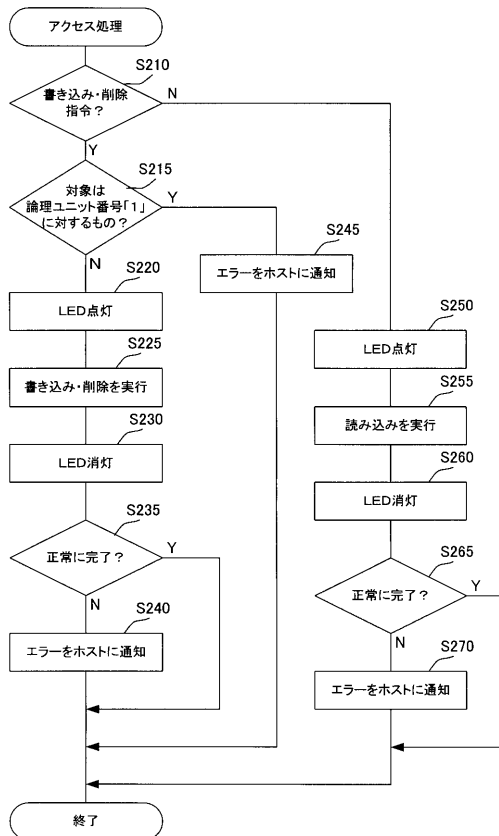 アクセス処理
S210
書き込み・削除
指令？
N
Y
S215
対象は
論理ユニット番号「1」
に対するもの？
Y
N
S245
エラーをホストに通知
S220
LED点灯
S225
書き込み・削除を実行
S230
LED消灯
S235
正常に完了？
Y
N
S240
エラーをホストに通知
S250
LED点灯
S255
読み込みを実行
S260
LED消灯
S265
正常に完了？
Y
N
S270
エラーをホストに通知
終了